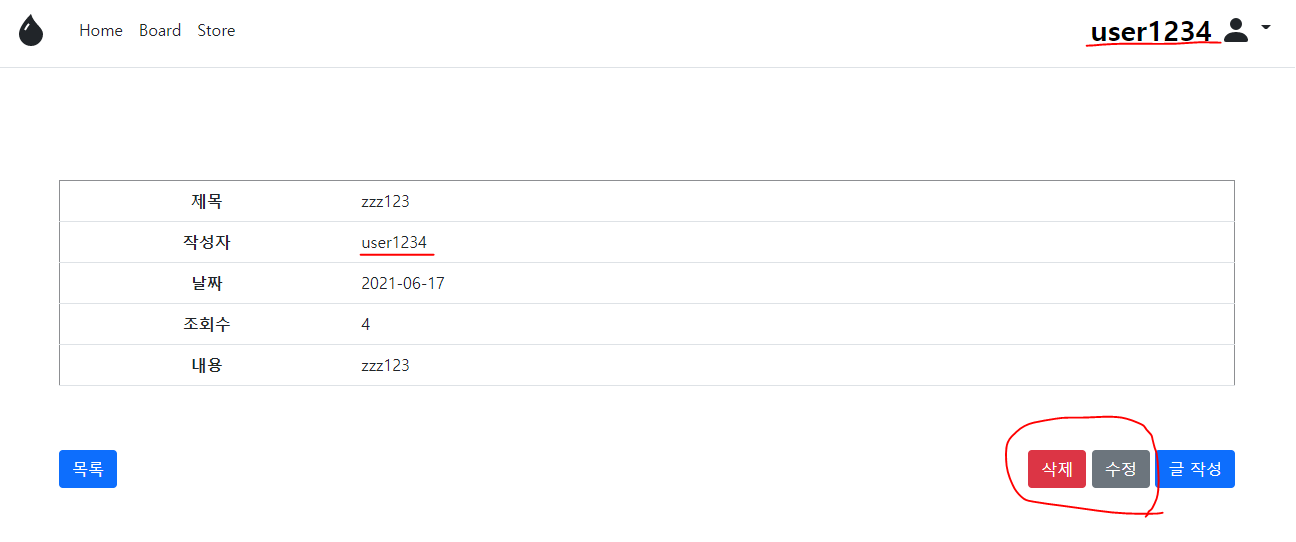 Home Board Store user1234
제목 zzz123
작성자 user1234
날짜 2021-06-17
조회수 4
내용 zzz123
목록 삭제 수정 글 작성